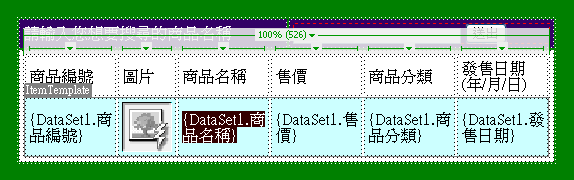 請輸入您想要搜尋的商品名稱
100% (526)
送出
商品編號 圖片 商品名稱 售價 商品分類 發售日期
(年/月/日)
ItemTemplate
{DataSet1.商 {DataSet1.商 {DataSet1.售 {DataSet1.商 {DataSet1.發
品編號} 品名稱} 價} 品分類} 售日期}